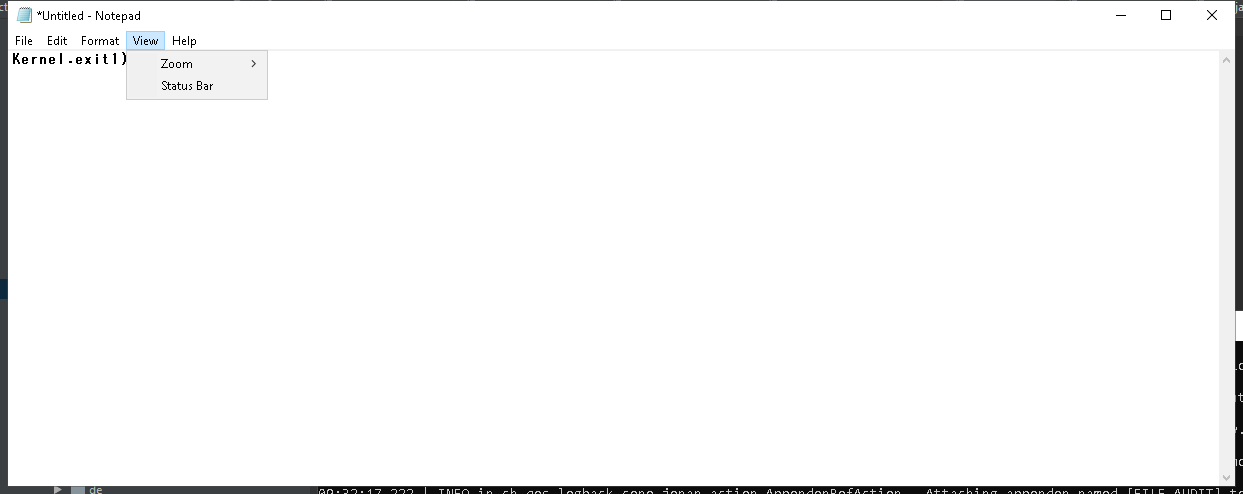 *Untitled - Notepad
File Edit Format View Help
Kernel.exit1)
Zoom
Status Bar
de
09:32:17,222 | INFO in ch.qos.logback.core.joran.action.AppenderRefAction - Attaching appender named [FILE_AUDIT] t